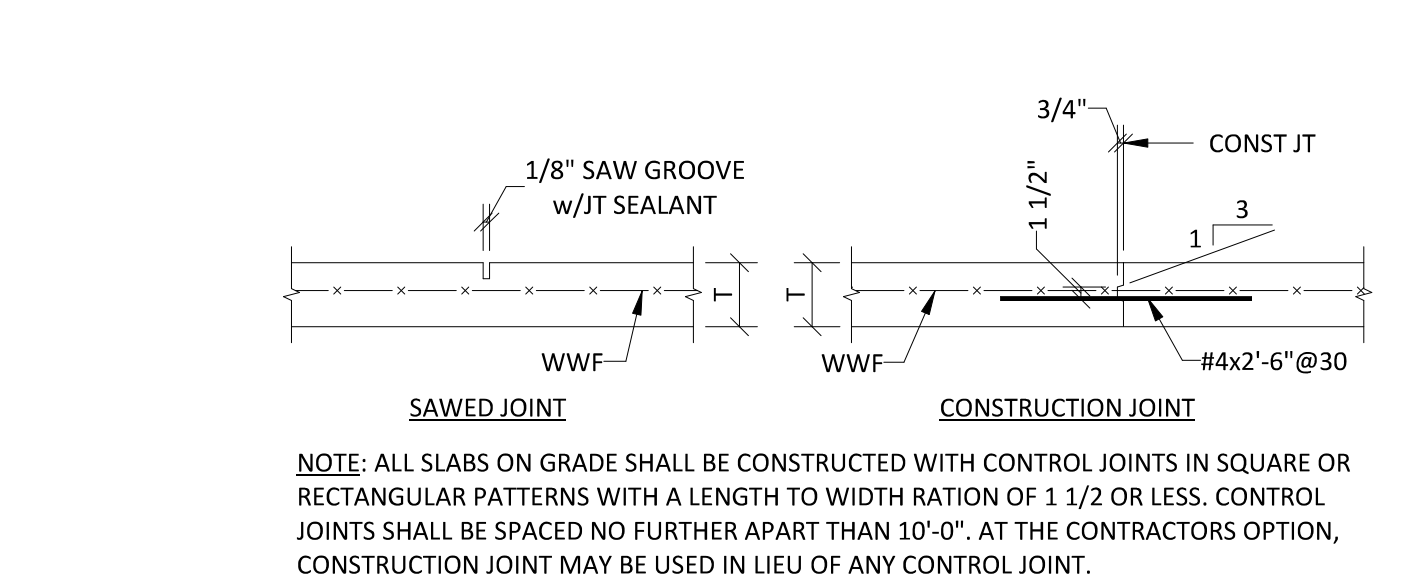 3/4"
CONST JT
1/8" SAW GROOVE
w/JT SEALANT
1 1/2"
3
1
T
T
WWF
WWF
#4x2'-6"@30
SAWED JOINT
CONSTRUCTION JOINT
NOTE: ALL SLABS ON GRADE SHALL BE CONSTRUCTED WITH CONTROL JOINTS IN SQUARE OR
RECTANGULAR PATTERNS WITH A LENGTH TO WIDTH RATION OF 1 1/2 OR LESS. CONTROL
JOINTS SHALL BE SPACED NO FURTHER APART THAN 10'-0". AT THE CONTRACTORS OPTION,
CONSTRUCTION JOINT MAY BE USED IN LIEU OF ANY CONTROL JOINT.